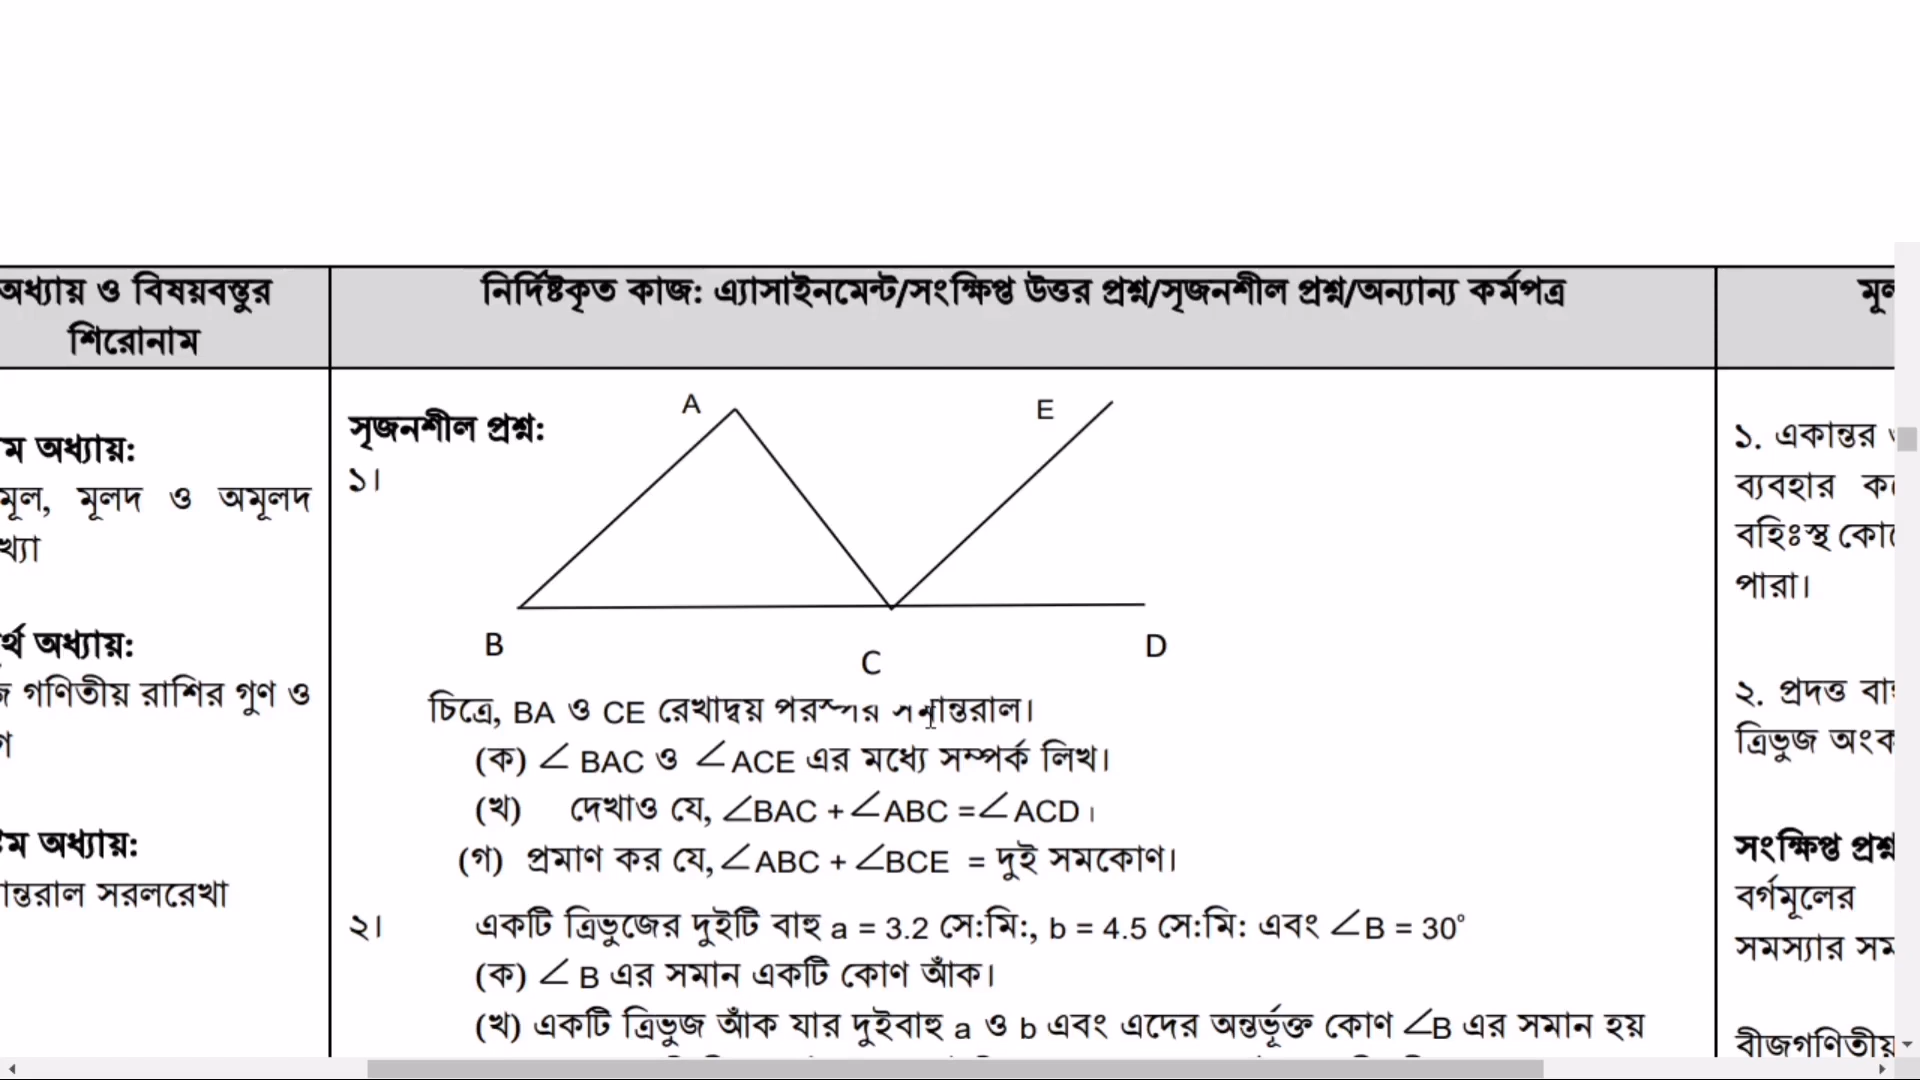 অধ্যায় ও বিষয়বস্তুর
শিরোনাম
নির্দিষ্টকৃত কাজ: এ্যাসাইনমেন্ট/সংক্ষিপ্ত উত্তর প্রশ্ন/সৃজনশীল প্রশ্ন/অন্যান্য কর্মপত্র
অধ্যায়:
মূলদ ও অমূলদ
অধ্যায়:
গণিতীয় রাশির গুণ ও
অধ্যায়:
সরলরেখা
সৃজনশীল প্রশ্ন:
১।
A
E
B
C
D
চিত্রে, BA ও CE রেখাদ্বয় পরস্পর সমান্তরাল।
(ক) ∠ BAC ও ∠ACE এর মধ্যে সম্পর্ক লিখ।
(খ) দেখাও যে, ∠BAC + ∠ABC = ∠ACD।
(গ) প্রমাণ কর যে, ∠ABC + ∠BCE = দুই সমকোণ।
২। একটি ত্রিভুজের দুইটি বাহু a = 3.2 সে:মি:, b = 4.5 সে:মি: এবং ∠B = 30°
(ক) ∠ B এর সমান একটি কোণ আঁক।
(খ) একটি ত্রিভুজ আঁক যার দুইবাহু a ও b এবং এদের অন্তর্ভূক্ত কোণ ∠B এর সমান হয়
১. একান্তর
ব্যবহার
বহিঃস্থ
পারা।
২. প্রদত্ত
ত্রিভুজ
সংক্ষিপ্ত প্রশ্ন
বর্গমূলের
সমস্যার
বীজগণিতীয়